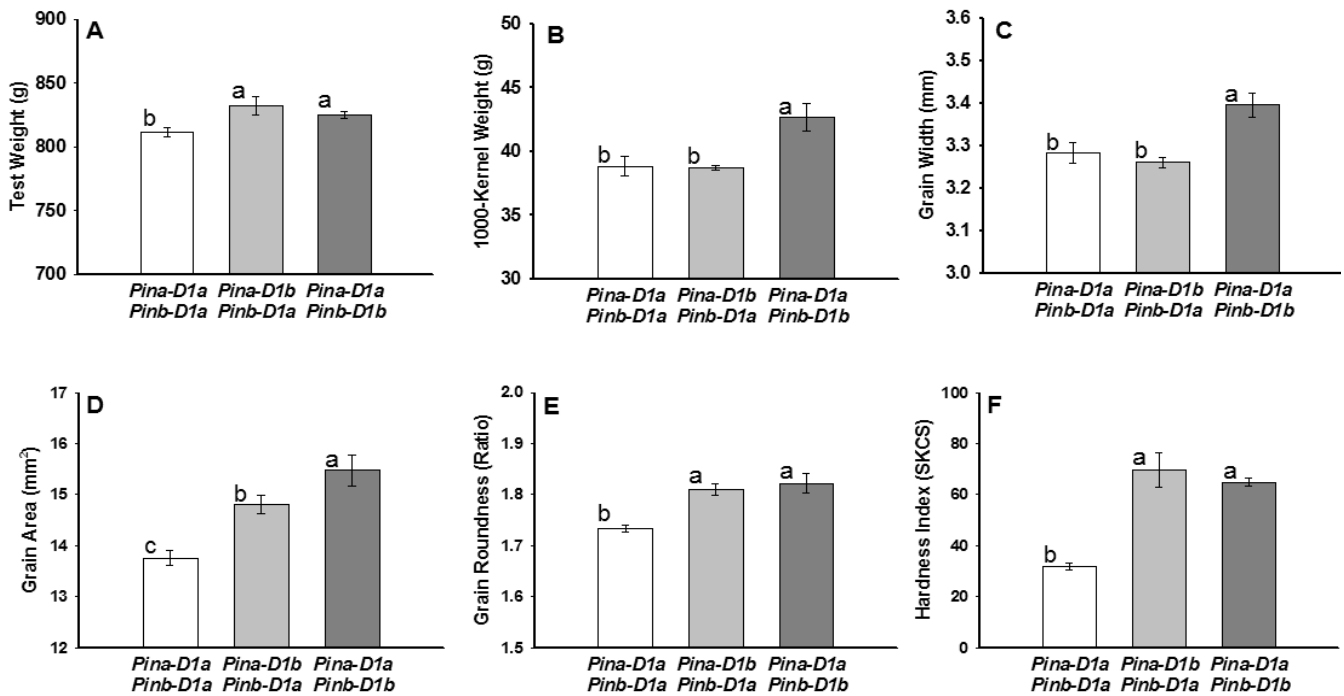 A
Test Weight (g)
900
850
800
750
700
b
a
a
Pina-D1a Pina-D1b Pina-D1a
Pinb-D1a Pinb-D1a Pinb-D1b
B
1000-Kernel Weight (g)
50
45
40
35
30
b
b
a
Pina-D1a Pina-D1b Pina-D1a
Pinb-D1a Pinb-D1a Pinb-D1b
C
Grain Width (mm)
3.6
3.5
3.4
3.3
3.2
3.1
3.0
b
b
a
Pina-D1a Pina-D1b Pina-D1a
Pinb-D1a Pinb-D1a Pinb-D1b
D
Grain Area (mm²)
17
16
15
14
13
12
c
b
a
Pina-D1a Pina-D1b Pina-D1a
Pinb-D1a Pinb-D1a Pinb-D1b
E
Grain Roundness (Ratio)
2.0
1.9
1.8
1.7
1.6
1.5
b
a
a
Pina-D1a Pina-D1b Pina-D1a
Pinb-D1a Pinb-D1a Pinb-D1b
F
Hardness Index (SKCS)
100
80
60
40
20
0
b
a
a
Pina-D1a Pina-D1b Pina-D1a
Pinb-D1a Pinb-D1a Pinb-D1b